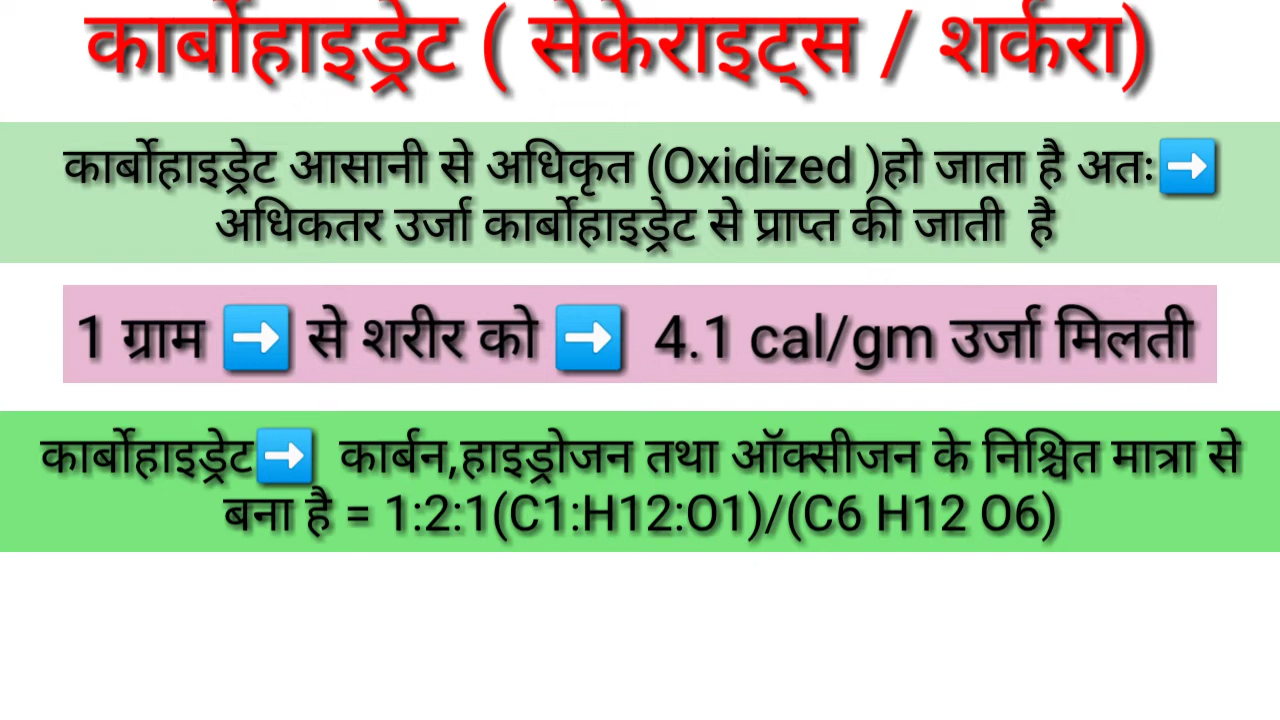 कार्बोहाइड्रेट ( सेकेराइट्स / शर्करा)
कार्बोहाइड्रेट आसानी से अधिकृत (Oxidized )हो जाता है अतः➡
अधिकतर उर्जा कार्बोहाइड्रेट से प्राप्त की जाती है
1 ग्राम ➡ से शरीर को ➡ 4.1 cal/gm उर्जा मिलती
कार्बोहाइड्रेट➡ कार्बन,हाइड्रोजन तथा ऑक्सीजन के निश्चित मात्रा से
बना है = 1:2:1(C1:H12:O1)/(C6 H12 O6)